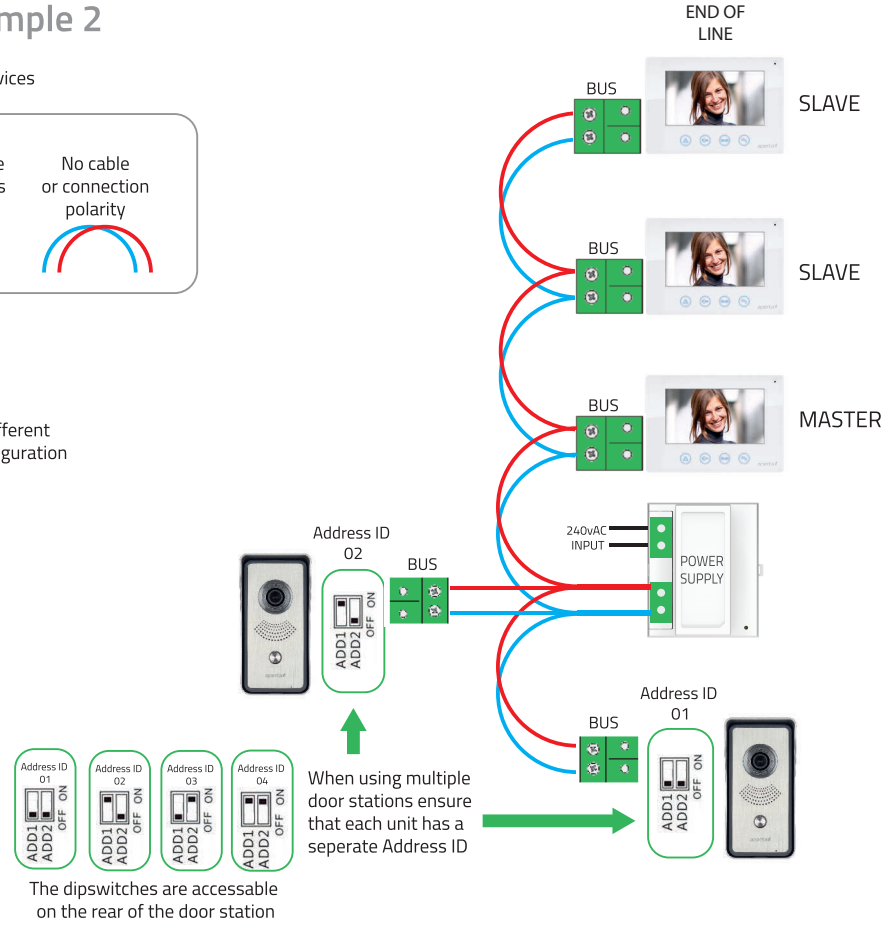 mple 2
vices
e
s
No cable
or connection
polarity
fferent
guration
END OF
LINE
BUS
SLAVE
BUS
SLAVE
BUS
MASTER
240vAC
INPUT
POWER
SUPPLY
Address ID
02
BUS
ADD1
ADD2
OFF ON
Address ID
01
BUS
ADD1
ADD2
OFF ON
Address ID
01
ADD1
ADD2
OFF ON
Address ID
02
ADD1
ADD2
OFF ON
Address ID
03
ADD1
ADD2
OFF ON
Address ID
04
ADD1
ADD2
OFF ON
When using multiple
door stations ensure
that each unit has a
seperate Address ID
The dipswitches are accessable
on the rear of the door station